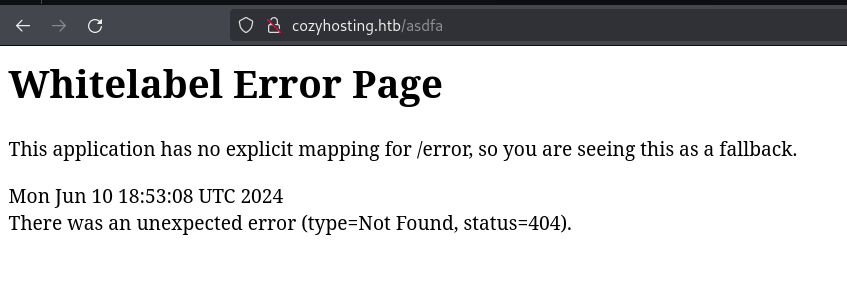 cozyhosting.htb/asdfa
Whitelabel Error Page
This application has no explicit mapping for /error, so you are seeing this as a fallback.
Mon Jun 10 18:53:08 UTC 2024
There was an unexpected error (type=Not Found, status=404).